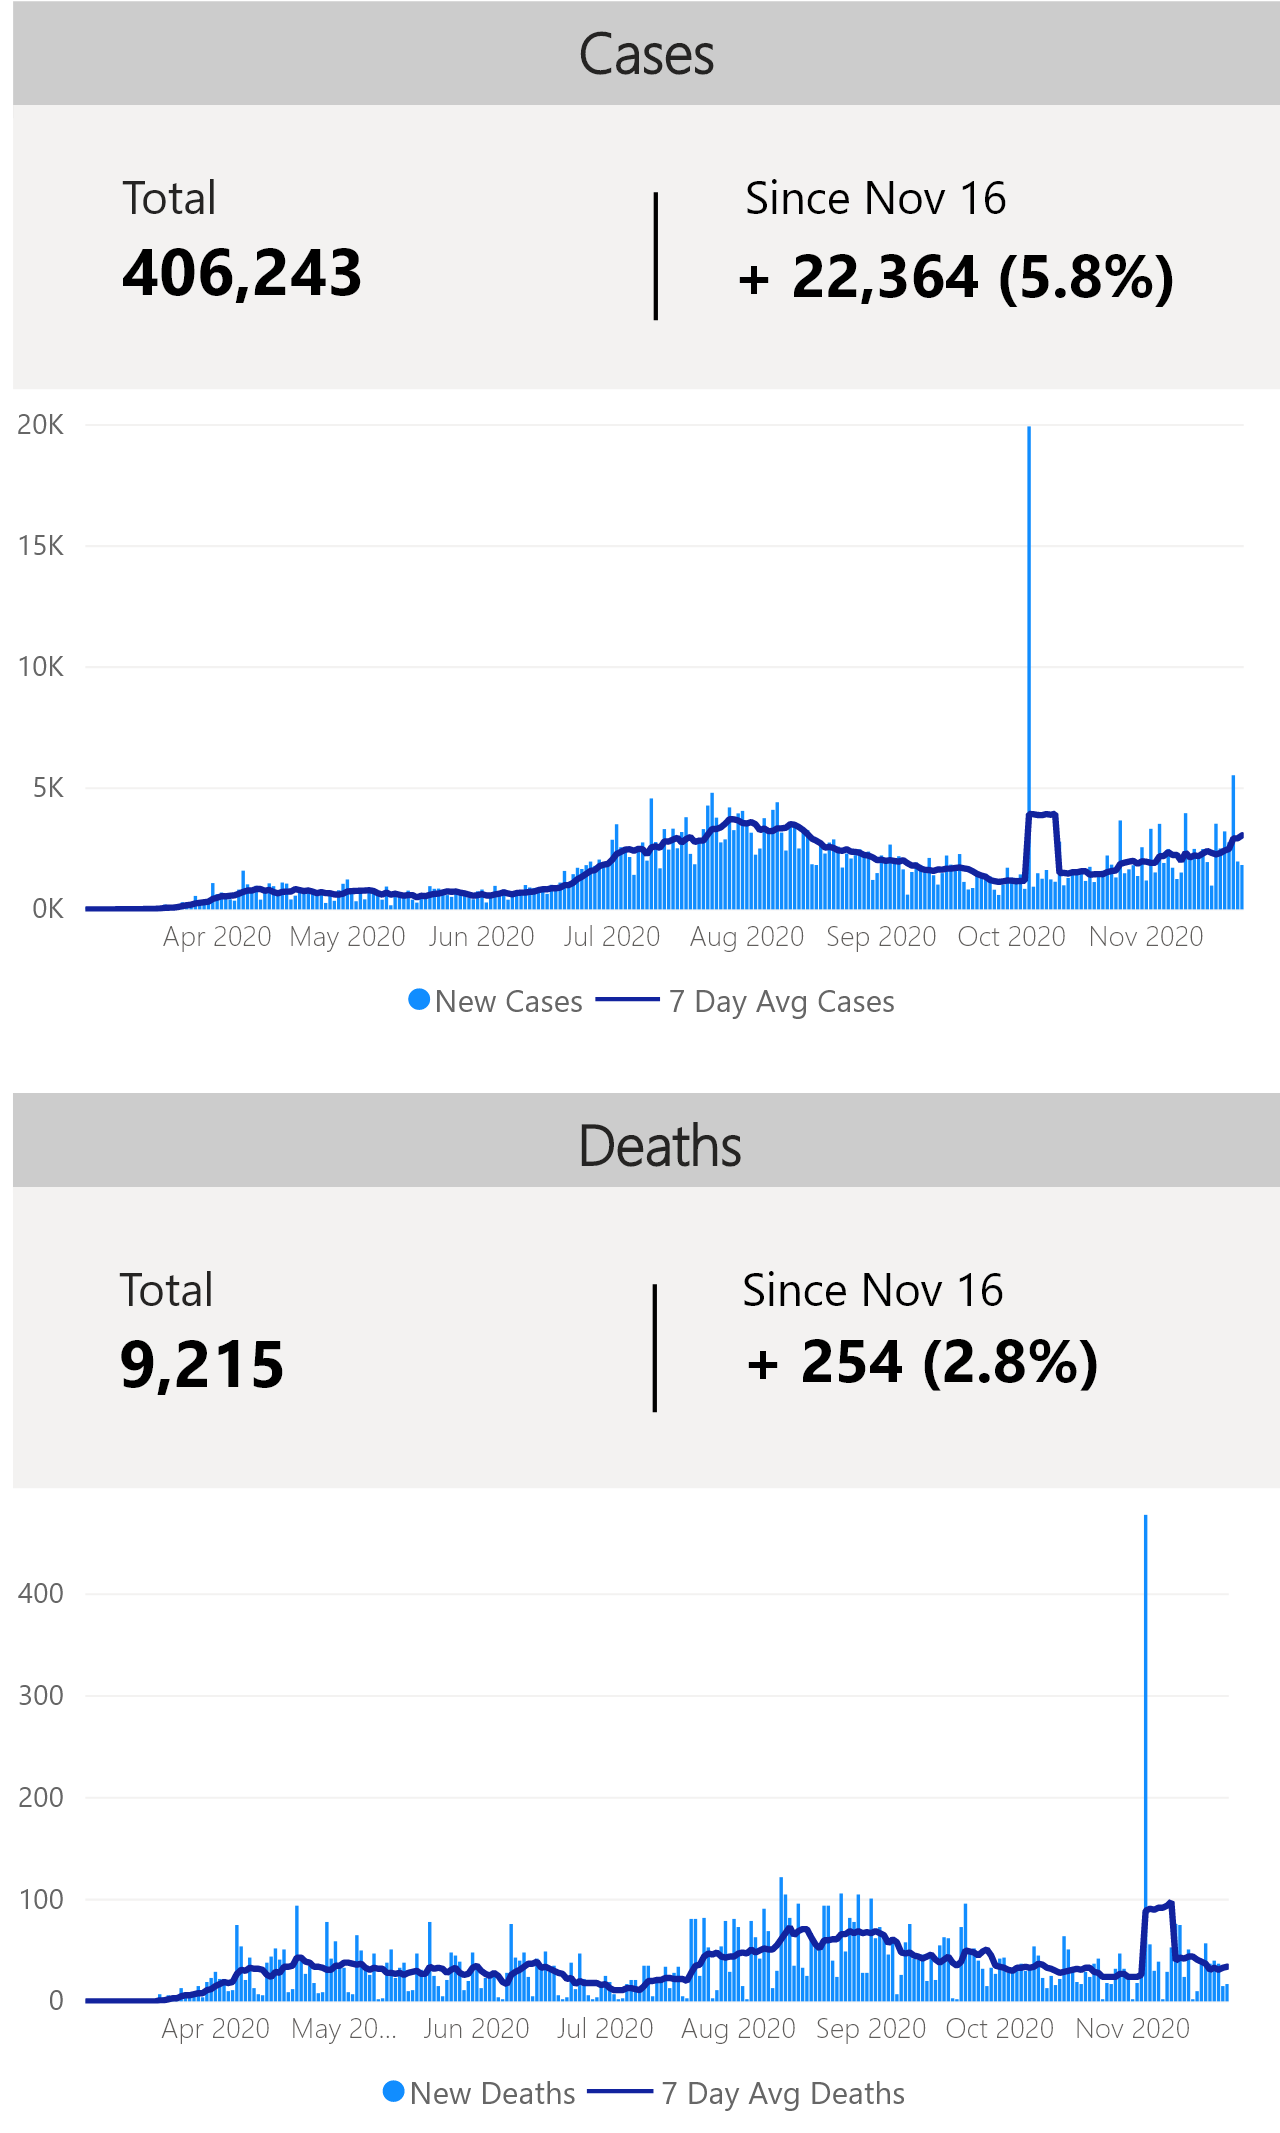 Cases
Total
406,243
Since Nov 16
+ 22,364 (5.8%)
20K
15K
10K
5K
0K
Apr 2020 May 2020 Jun 2020 Jul 2020 Aug 2020 Sep 2020 Oct 2020 Nov 2020
New Cases 7 Day Avg Cases
Deaths
Total
9,215
Since Nov 16
+ 254 (2.8%)
400
300
200
100
0
Apr 2020 May 20... Jun 2020 Jul 2020 Aug 2020 Sep 2020 Oct 2020 Nov 2020
New Deaths 7 Day Avg Deaths